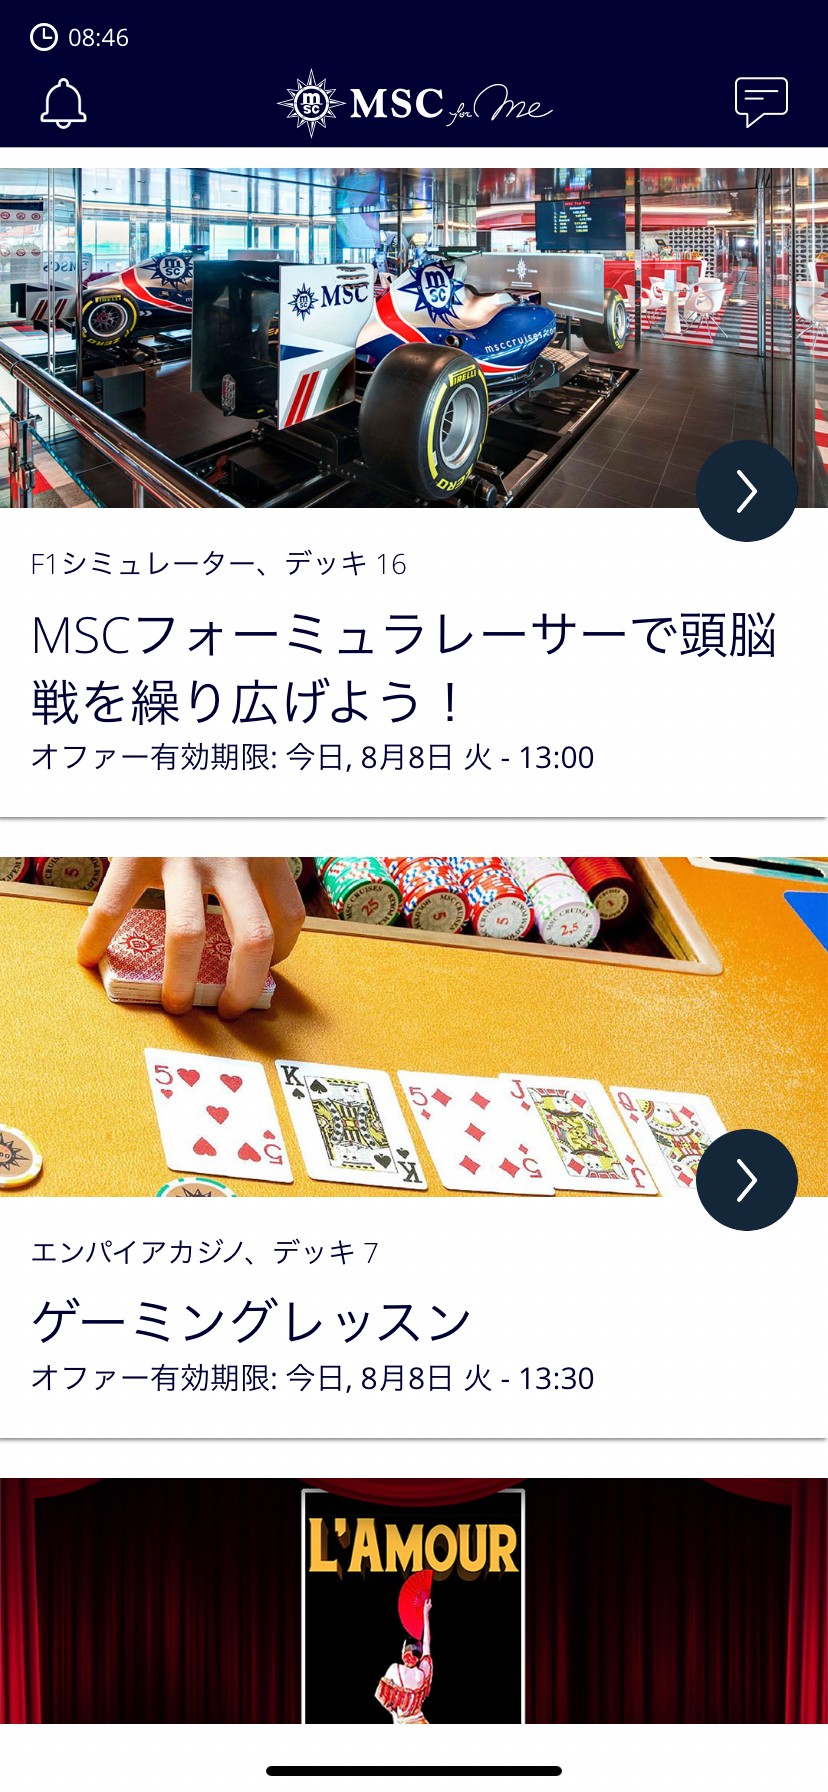 08:46
MSC for Me
MSC
MSC
msccruises.co
PIRELLI
F1シミュレーター、デッキ 16
MSCフォーミュラレーサーで頭脳
戦を繰り広げよう！
オファー有効期限: 今日, 8月8日 火 - 13:00
5 K 5 J Q
エンパイアカジノ、デッキ 7
ゲーミングレッスン
オファー有効期限: 今日, 8月8日 火 - 13:30
L'AMOUR